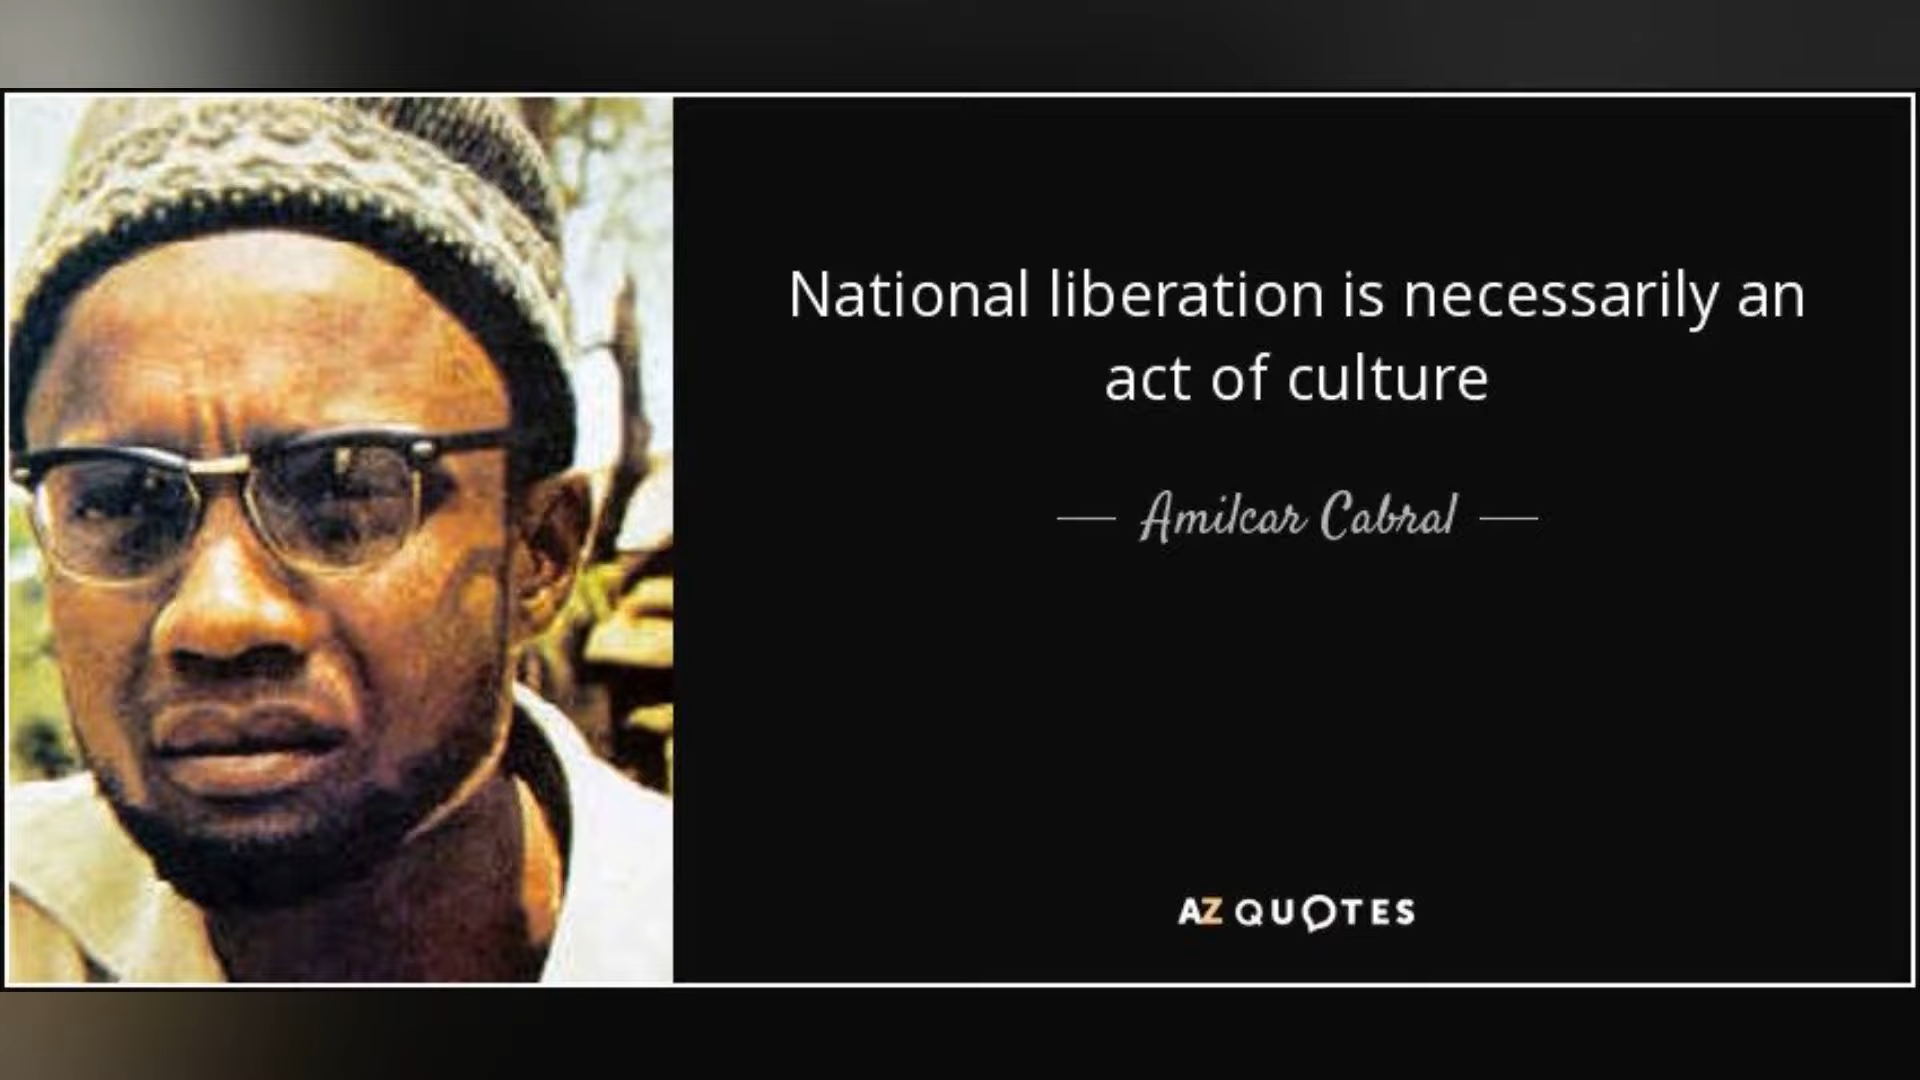 National liberation is necessarily an
act of culture
Amilcar Cabral
AZ QUOTES